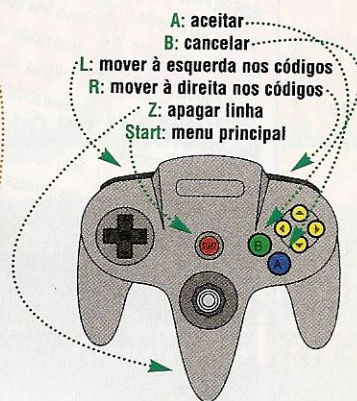 A: aceitar
B: cancelar
L: mover à esquerda nos códigos
R: mover à direita nos códigos
Z: apagar linha
Start: menu principal
START
B
A